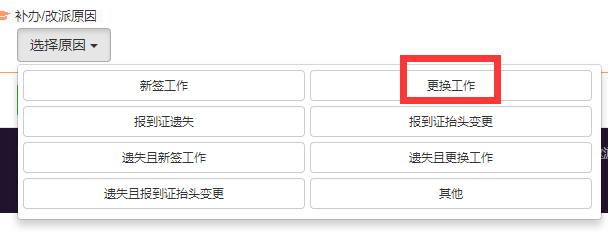 补办/改派原因
选择原因
新签工作
更换工作
报到证遗失
报到证抬头变更
遗失且新签工作
遗失且更换工作
遗失且报到证抬头变更
其他